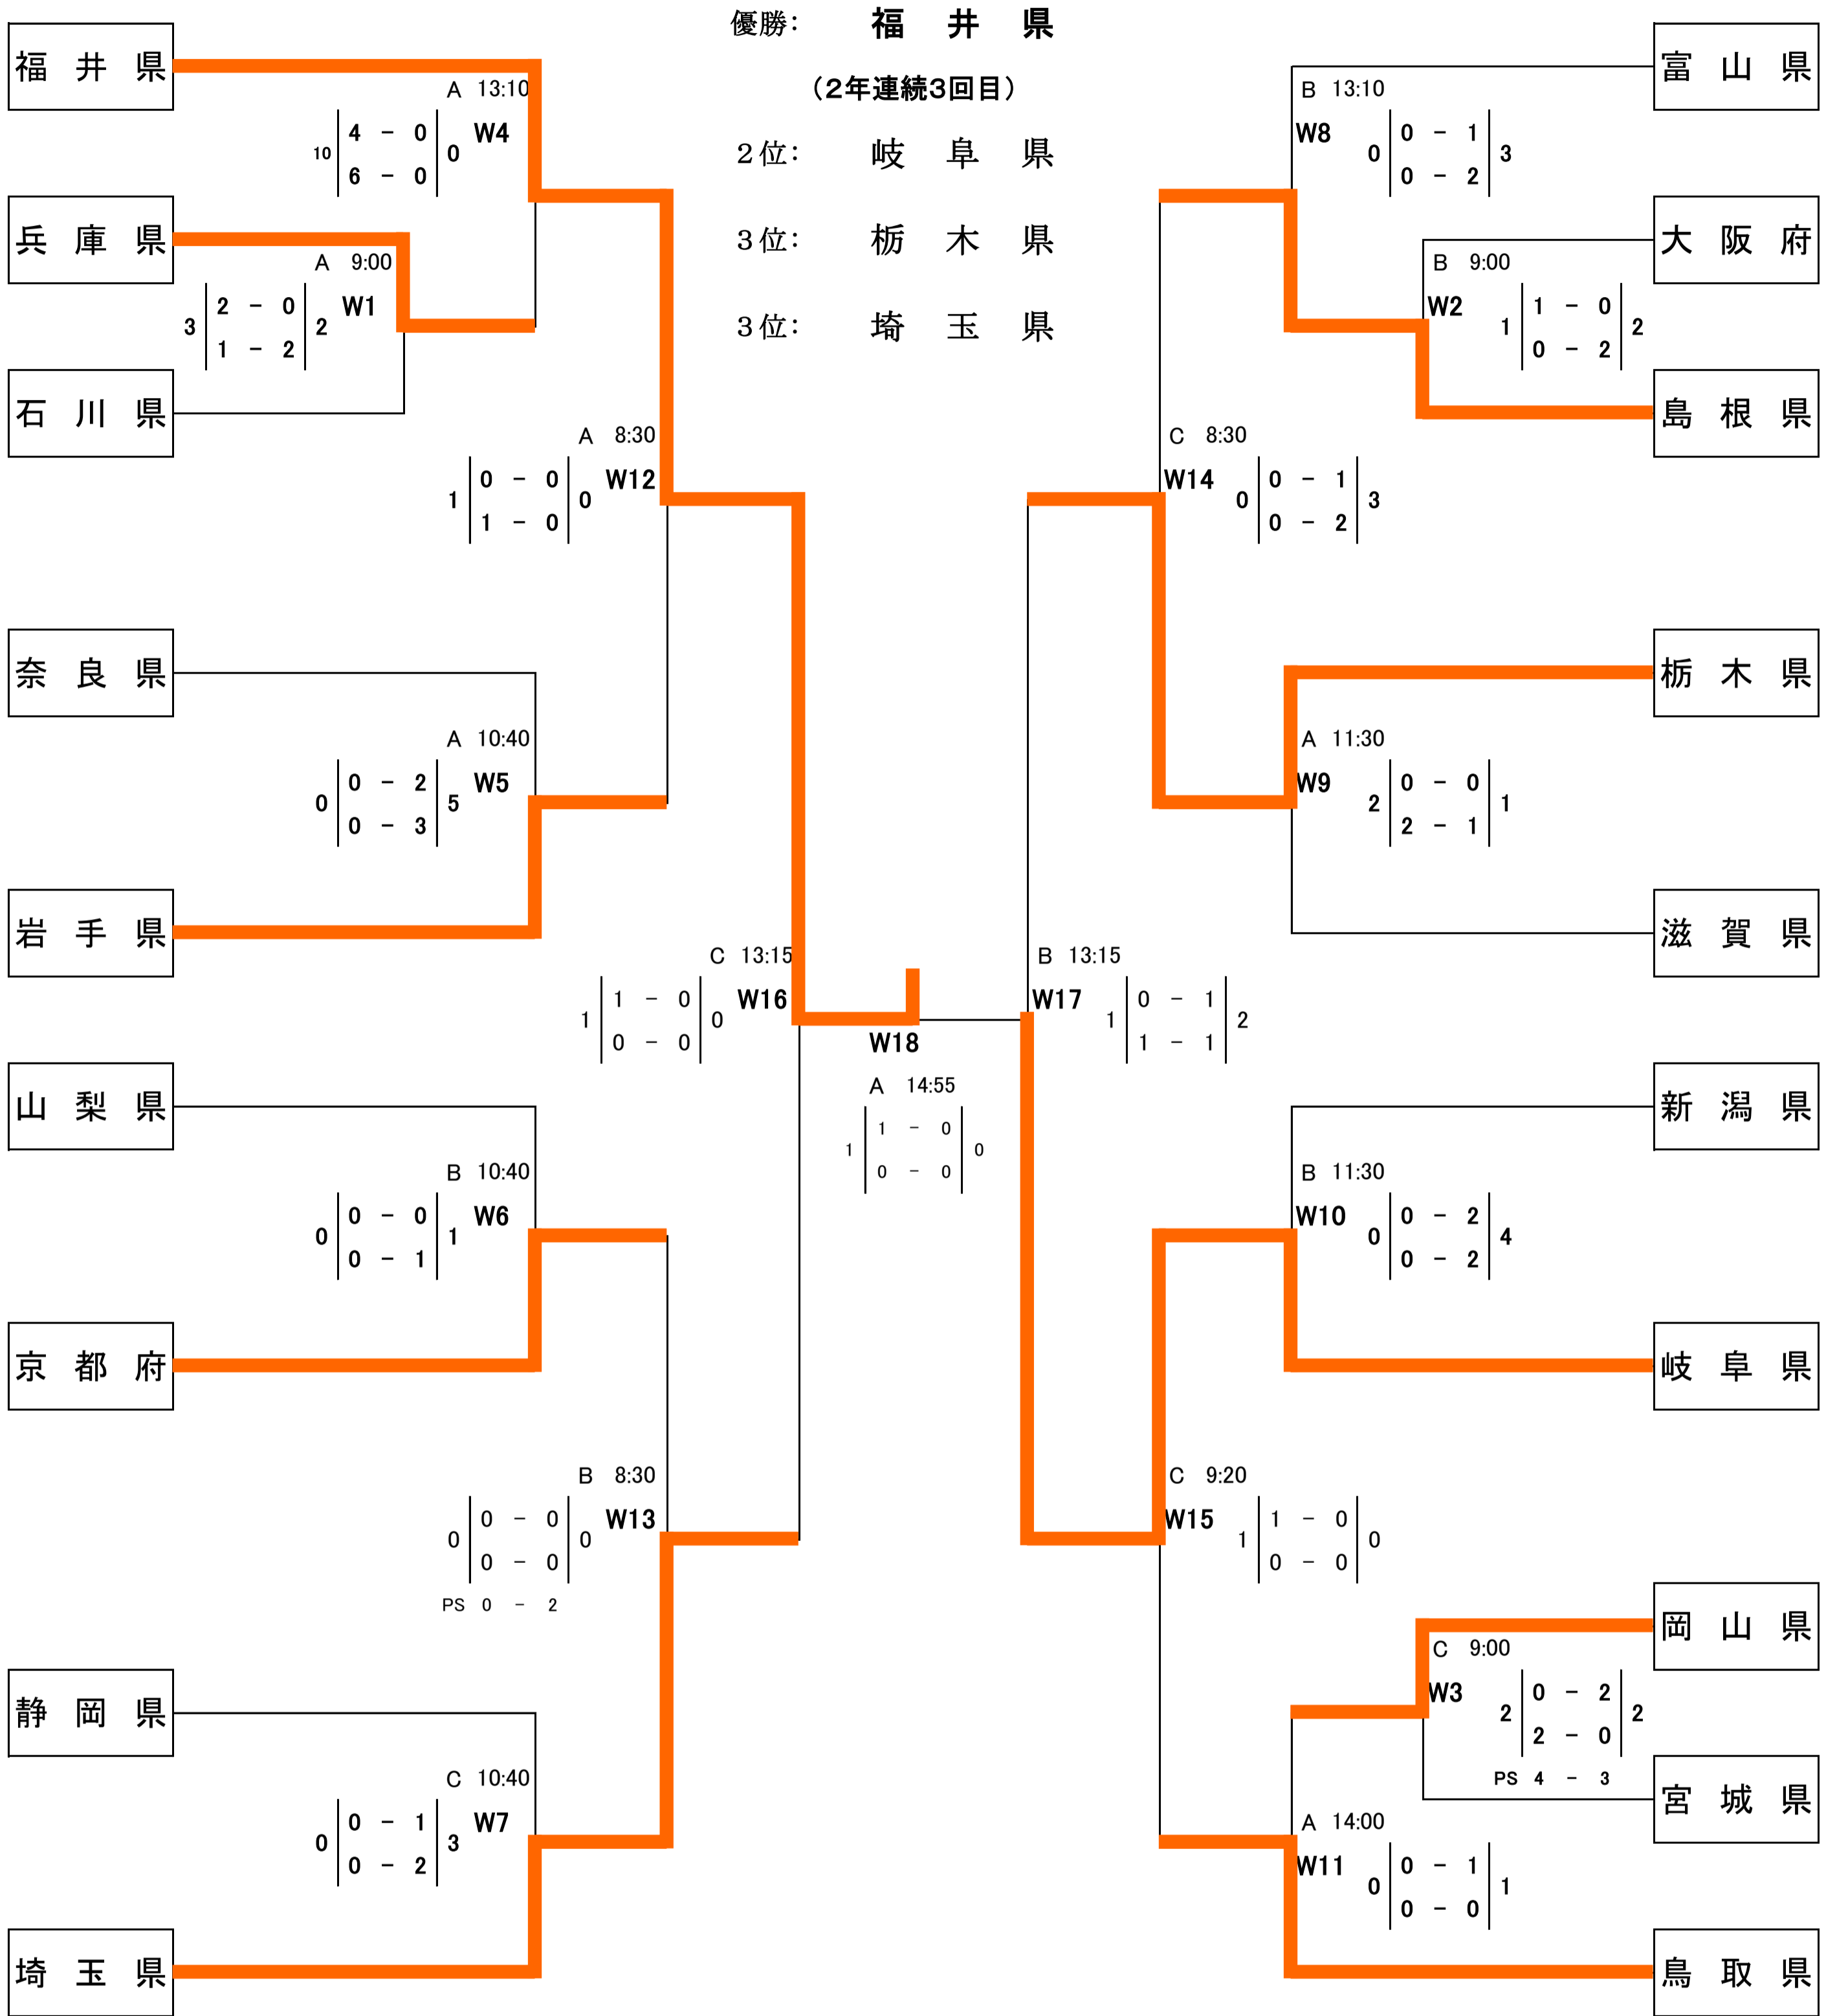 優勝： 福井県
（2年連続3回目）
2位： 岐阜県
3位： 栃木県
3位： 埼玉県
福井県
A 13:10
W4
10 4 - 0 0
6 - 0
兵庫県
A 9:00
W1
3 2 - 0 2
1 - 2
石川県
A 8:30
W12
1 0 - 0 0
1 - 0
奈良県
A 10:40
W5
0 0 - 2 5
0 - 3
岩手県
C 13:15
W16
1 1 - 0 0
0 - 0
山梨県
B 10:40
W6
0 0 - 0 1
0 - 1
京都府
B 8:30
W13
0 0 - 0 0
0 - 0
PS 0 - 2
静岡県
C 10:40
W7
0 0 - 1 3
0 - 2
埼玉県
W18
A 14:55
1 1 - 0 0
0 - 0
富山県
B 13:10
W8
0 0 - 1 3
0 - 2
大阪府
B 9:00
W2
1 1 - 0 2
0 - 2
島根県
C 8:30
W14
0 0 - 1 3
0 - 2
栃木県
A 11:30
W9
2 0 - 0 1
2 - 1
滋賀県
B 13:15
W17
1 0 - 1 2
1 - 1
新潟県
B 11:30
W10
0 0 - 2 4
0 - 2
岐阜県
C 9:20
W15
1 1 - 0 0
0 - 0
岡山県
C 9:00
W3
2 0 - 2 2
2 - 0
PS 4 - 3
宮城県
A 14:00
W11
0 0 - 1 1
0 - 0
鳥取県